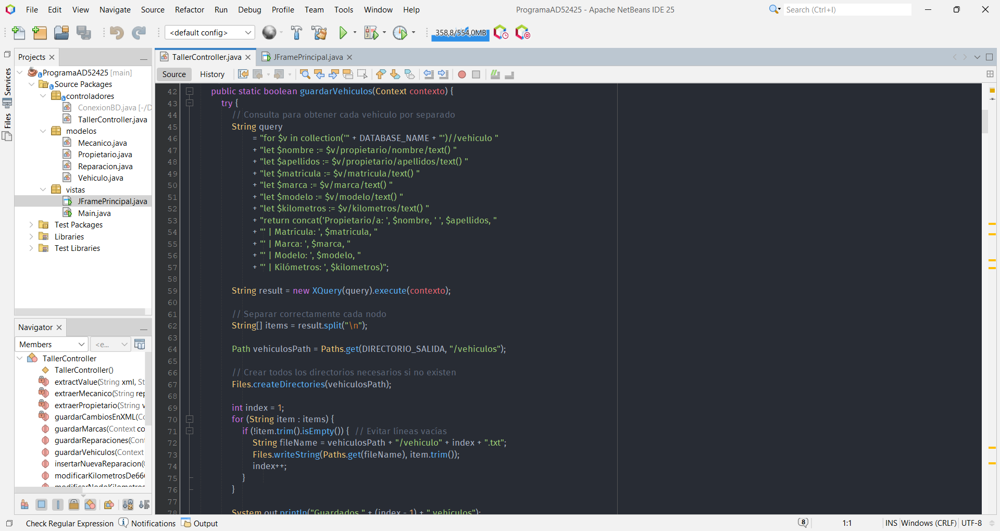 File Edit View Navigate Source Refactor Run Debug Profile Team Tools Window Help
ProgramaAD52425 - Apache NetBeans IDE 25
Search (Ctrl+I)
<default config>
358,8/554,0MB
Services
Files
Projects
ProgramaAD52425 [main]
Source Packages
controladores
ConexionBD.java [-/D
TallerController.java
modelos
Mecanico.java
Propietario.java
Reparacion.java
Vehiculo.java
vistas
JFramePrincipal.java
Main.java
Test Packages
Libraries
Test Libraries
Navigator
Members
<e...
TallerController
TallerController()
extractValue(String xml, St
extraerMecanico(String rep
extraerPropietario(String v
guardarCambiosEnXML(Co
guardarMarcas(Context co
guardarReparaciones(Cont
guardarVehiculos(Context
insertarNuevaReparacion(
modificarKilometrosDe666
modificarNodoKilometros
TallerController.java
JFramePrincipal.java
Source History
42 public static boolean guardarVehiculos(Context contexto) {
43 try {
44 // Consulta para obtener cada vehiculo por separado
45 String query
46 = "for $v in collection('" + DATABASE_NAME + "')//vehiculo "
47 + "let $nombre := $v/propietario/nombre/text() "
48 + "let $apellidos := $v/propietario/apellidos/text() "
49 + "let $matricula := $v/matricula/text() "
50 + "let $marca := $v/marca/text() "
51 + "let $modelo := $v/modelo/text() "
52 + "let $kilometros := $v/kilometros/text() "
53 + "return concat('Propietario/a: ', $nombre, ' ', $apellidos, "
54 + "' | Matrícula: ', $matricula, "
55 + "' | Marca: ', $marca, "
56 + "' | Modelo: ', $modelo, "
57 + "' | Kilómetros: ', $kilometros)";
58
59 String result = new XQuery(query).execute(contexto);
60
61 // Separar correctamente cada nodo
62 String[] items = result.split("\n");
63
64 Path vehiculosPath = Paths.get(DIRECTORIO_SALIDA, "/vehiculos");
65
66 // Crear todos los directorios necesarios si no existen
67 Files.createDirectories(vehiculosPath);
68
69 int index = 1;
70 for (String item : items) {
71 if (!item.trim().isEmpty()) { // Evitar líneas vacías
72 String fileName = vehiculosPath + "/vehiculo" + index + ".txt";
73 Files.writeString(Paths.get(fileName), item.trim());
74 index++;
75 }
76 }
77
78 System.out.println("Guardados " + (index - 1) + " vehículos");
Check Regular Expression
Notifications
Output
8
1:1
INS
Windows (CRLF)
UTF-8